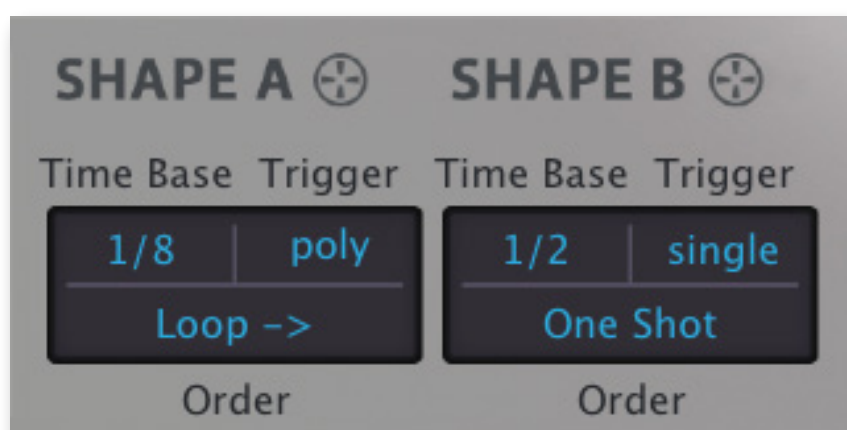 SHAPE A SHAPE B
Time Base Trigger Time Base Trigger
1/8 poly 1/2 single
Loop -> One Shot
Order Order